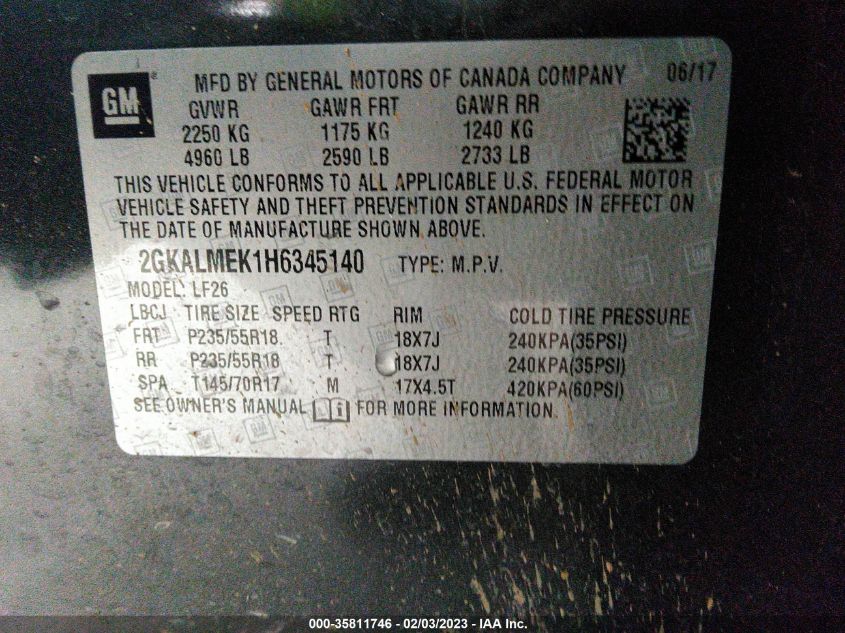 GM
®
MFD BY GENERAL MOTORS OF CANADA COMPANY 06/17
GVWR GAWR FRT GAWR RR
2250 KG 1175 KG 1240 KG
4960 LB 2590 LB 2733 LB
THIS VEHICLE CONFORMS TO ALL APPLICABLE U.S. FEDERAL MOTOR
VEHICLE SAFETY AND THEFT PREVENTION STANDARDS IN EFFECT ON
THE DATE OF MANUFACTURE SHOWN ABOVE.
2GKALMEK1H6345140 TYPE: M.P.V.
MODEL: LF26
LBCJ TIRE SIZE SPEED RTG RIM COLD TIRE PRESSURE
FRT P235/55R18 T 18X7J 240KPA(35PSI)
RR P235/55R18 T 18X7J 240KPA(35PSI)
SPA T145/70R17 M 17X4.5T 420KPA(60PSI)
SEE OWNER'S MANUAL FOR MORE INFORMATION.
000-35811746 - 02/03/2023 - IAA Inc.